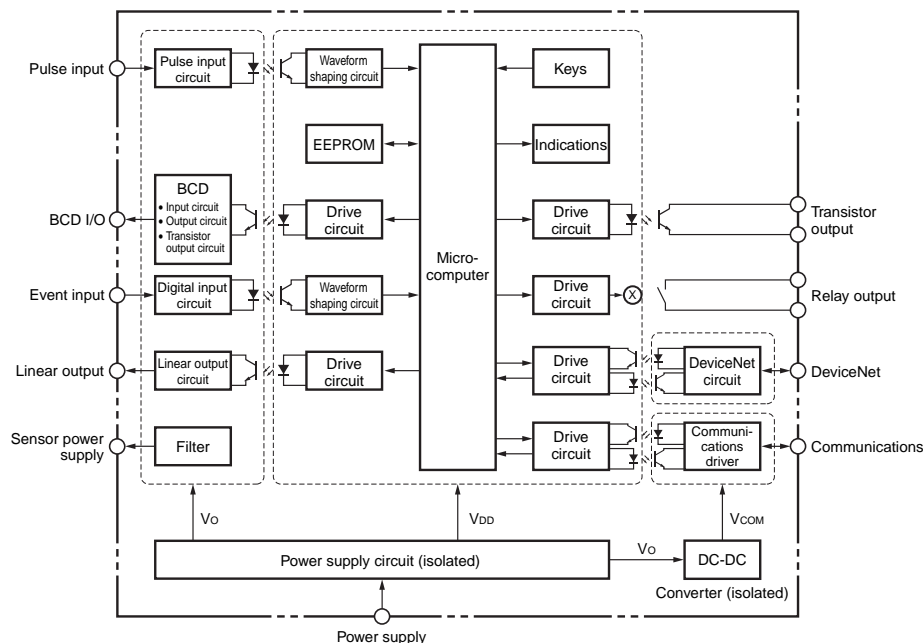 Pulse input
Pulse input
circuit
Waveform
shaping circuit
Keys
EEPROM
Indications
BCD I/O
BCD
• Input circuit
• Output circuit
• Transistor
output circuit
Drive
circuit
Micro-
computer
Drive
circuit
Transistor
output
Event input
Digital input
circuit
Waveform
shaping circuit
Drive
circuit
X
Relay output
Linear output
Linear output
circuit
Drive
circuit
Drive
circuit
DeviceNet
circuit
DeviceNet
Sensor power
supply
Filter
Drive
circuit
Communi-
cations
driver
Communications
VO
VDD
VCOM
Power supply circuit (isolated)
VO
DC-DC
Converter (isolated)
Power supply